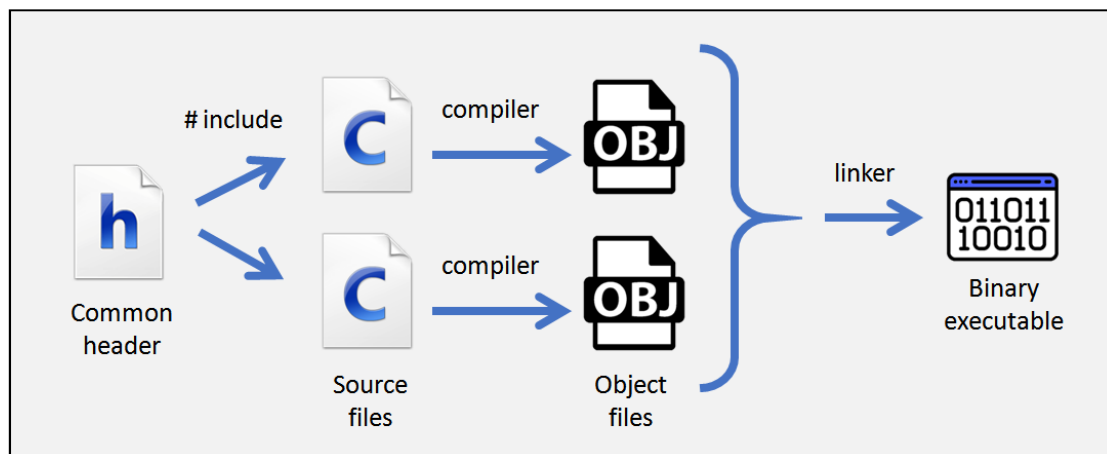 # include
compiler
C
OBJ
h
Common
header
compiler
C
OBJ
Source
files
Object
files
linker
011011
10010
Binary
executable